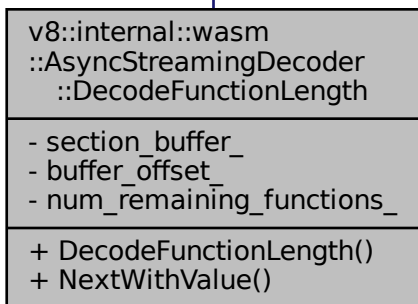 v8::internal::wasm
::AsyncStreamingDecoder
::DecodeFunctionLength
- section_buffer_
- buffer_offset_
- num_remaining_functions_
+ DecodeFunctionLength()
+ NextWithValue()